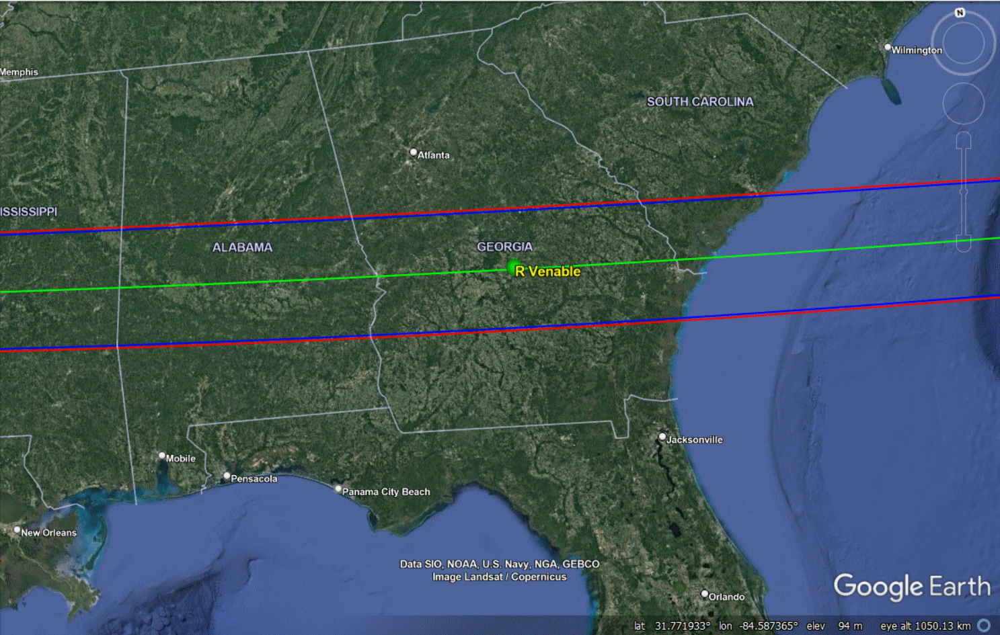 N
Wilmington
Memphis
SOUTH CAROLINA
Atlanta
ISSISSIPPI
ALABAMA
GEORGIA
R Venable
Jacksonville
Mobile
Pensacola
Panama City Beach
New Orleans
Data SIO, NOAA, U.S. Navy, NGA, GEBCO
Image Landsat / Copernicus
Google Earth
Orlando
lat 31.771933° lon -84.587365° elev 94 m eye alt 1050.13 km